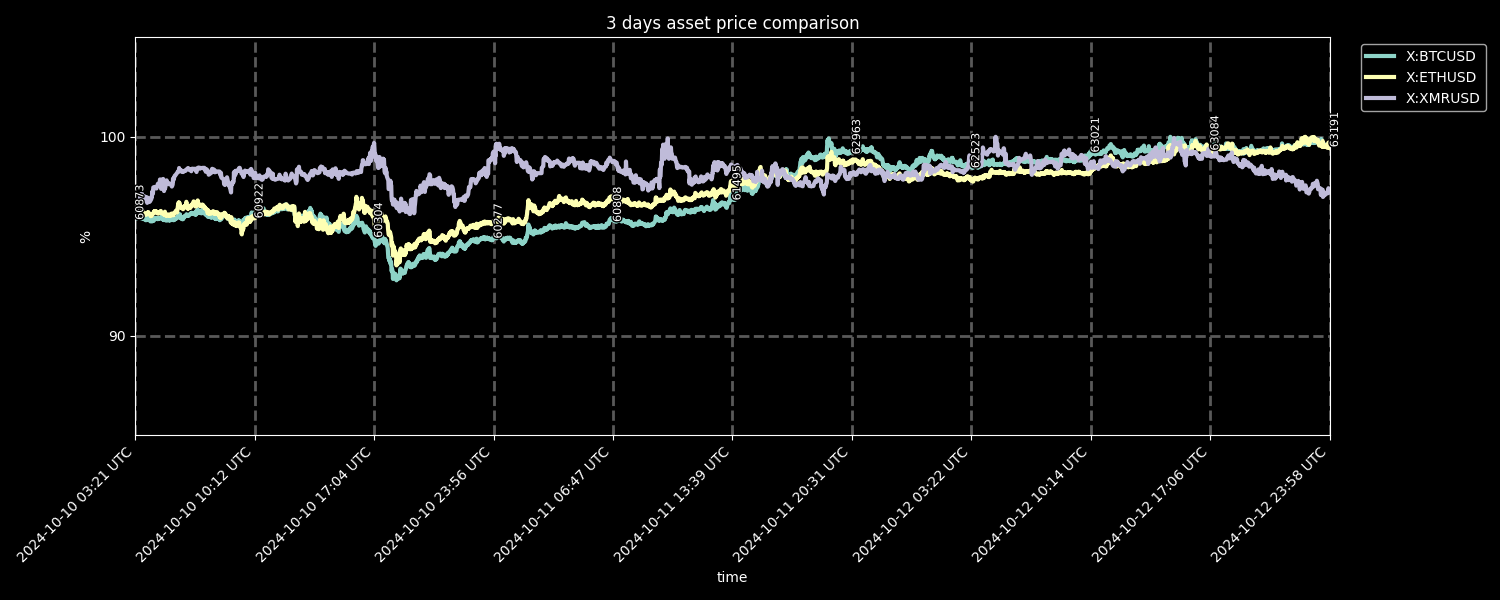 3 days asset price comparison
X:BTCUSD
X:ETHUSD
X:XMRUSD
100
90
%
60873
60922
60304
60277
60808
61495
62963
62523
63021
63084
63191
2024-10-10 03:21 UTC
2024-10-10 10:12 UTC
2024-10-10 17:04 UTC
2024-10-10 23:56 UTC
2024-10-11 06:47 UTC
2024-10-11 13:39 UTC
2024-10-11 20:31 UTC
2024-10-12 03:22 UTC
2024-10-12 10:14 UTC
2024-10-12 17:06 UTC
2024-10-12 23:58 UTC
time